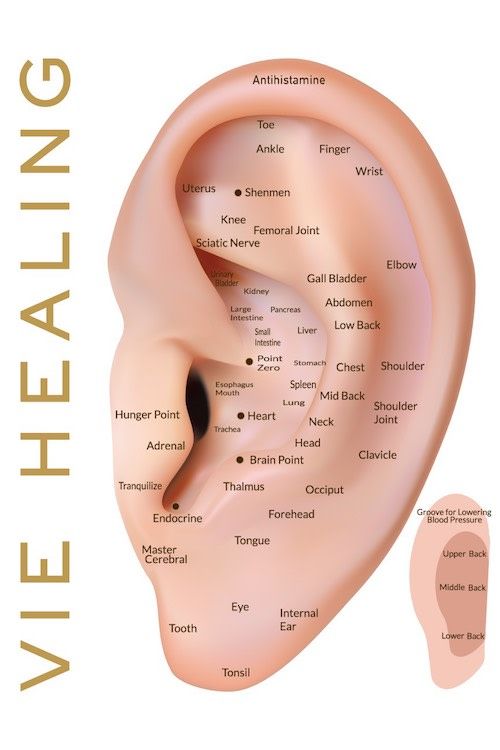 VIE HEALING
Antihistamine
Toe
Ankle
Finger
Wrist
Uterus
Shenmen
Knee
Femoral Joint
Sciatic Nerve
Elbow
Urinary
Bladder
Gall Bladder
Kidney
Abdomen
Large
Intestine
Pancreas
Low Back
Small
Intestine
Liver
Point
Zero
Stomach
Chest
Shoulder
Esophagus
Mouth
Spleen
Mid Back
Lung
Shoulder
Joint
Hunger Point
Heart
Neck
Trachea
Adrenal
Head
Clavicle
Brain Point
Tranquilize
Thalmus
Occiput
Endocrine
Forehead
Groove for Lowering
Blood Pressure
Tongue
Master
Cerebral
Upper Back
Middle Back
Eye
Internal
Ear
Tooth
Lower Back
Tonsil